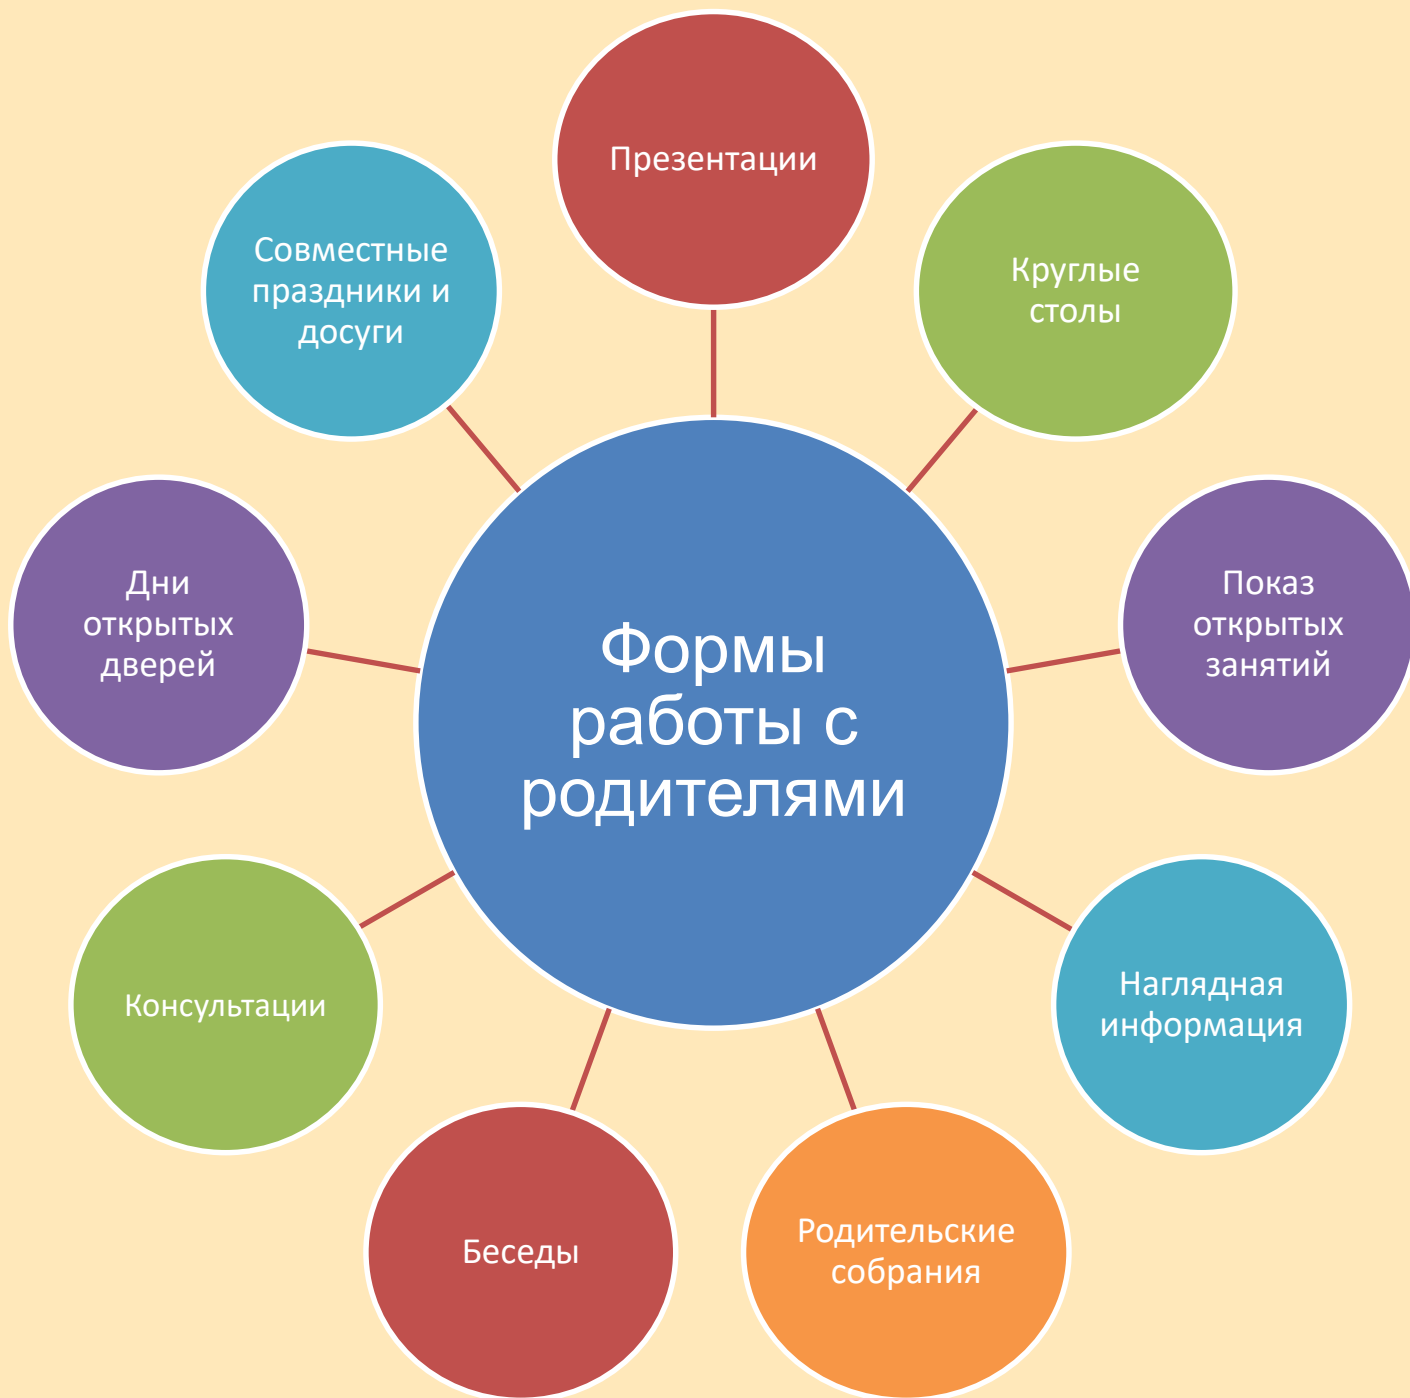 Презентации
Круглые
столы
Показ
открытых
занятий
Наглядная
информация
Родительские
собрания
Беседы
Консультации
Дни
открытых
дверей
Совместные
праздники и
досуги
Формы
работы с
родителями